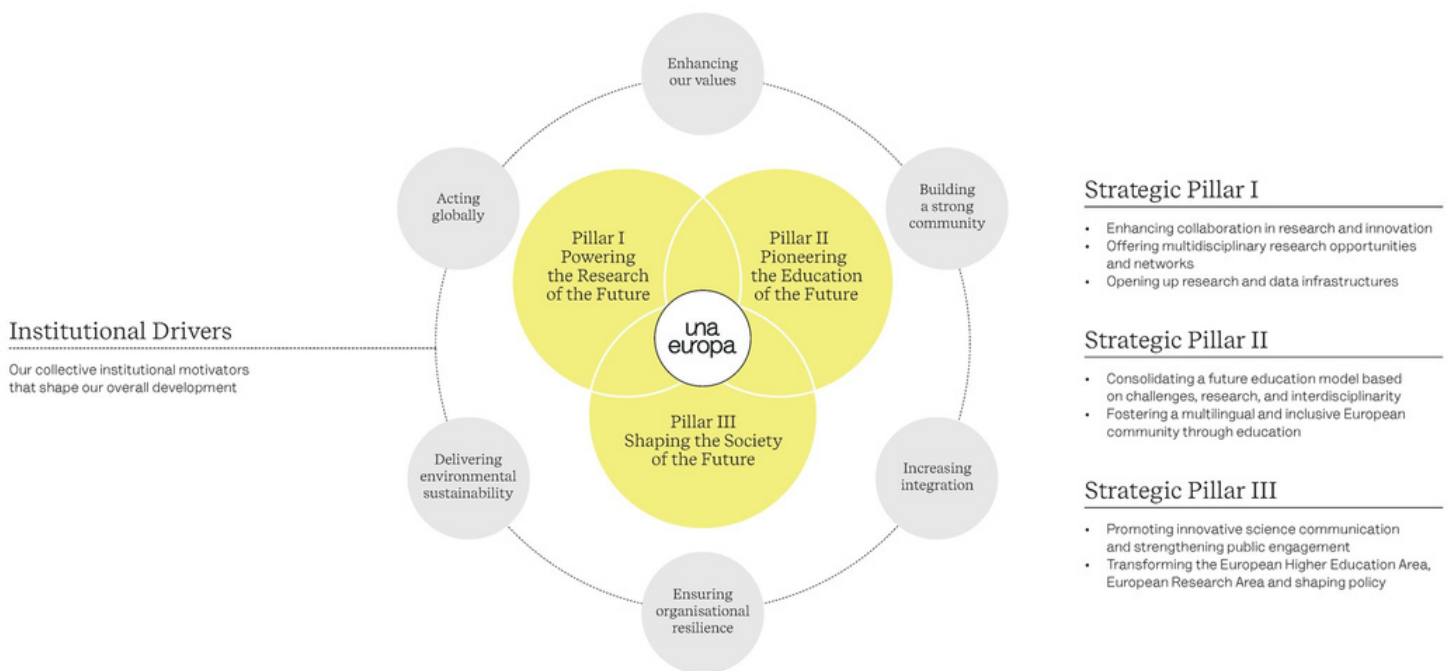 Enhancing
our values
Acting
globally
Building
a strong
community
Pillar I
Powering
the Research
of the Future
Pillar II
Pioneering
the Education
of the Future
una
europa
Pillar III
Shaping the Society
of the Future
Delivering
environmental
sustainability
Increasing
integration
Ensuring
organisational
resilience
Institutional Drivers
Our collective institutional motivators
that shape our overall development
Strategic Pillar I
• Enhancing collaboration in research and innovation
• Offering multidisciplinary research opportunities
and networks
• Opening up research and data infrastructures
Strategic Pillar II
• Consolidating a future education model based
on challenges, research, and interdisciplinarity
• Fostering a multilingual and inclusive European
community through education
Strategic Pillar III
• Promoting innovative science communication
and strengthening public engagement
• Transforming the European Higher Education Area,
European Research Area and shaping policy